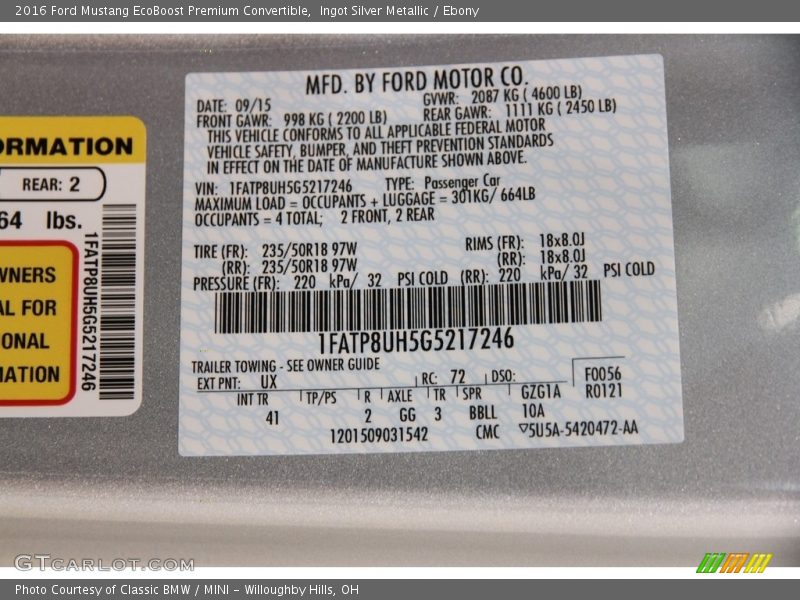 2016 Ford Mustang EcoBoost Premium Convertible, Ingot Silver Metallic / Ebony
ORMATION
REAR: 2
64 lbs.
WNERS
AL FOR
ONAL
MATION
1FATP8UH5G5217246
MFD. BY FORD MOTOR CO.
DATE: 09/15 GVWR: 2087 KG ( 4600 LB)
FRONT GAWR: 998 KG ( 2200 LB) REAR GAWR: 1111 KG ( 2450 LB)
THIS VEHICLE CONFORMS TO ALL APPLICABLE FEDERAL MOTOR
VEHICLE SAFETY, BUMPER, AND THEFT PREVENTION STANDARDS
IN EFFECT ON THE DATE OF MANUFACTURE SHOWN ABOVE.
VIN: 1FATP8UH5G5217246 TYPE: Passenger Car
MAXIMUM LOAD = OCCUPANTS + LUGGAGE = 301KG/ 664LB
OCCUPANTS = 4 TOTAL; 2 FRONT, 2 REAR
TIRE (FR): 235/50R18 97W RIMS (FR): 18x8.0J
(RR): 235/50R18 97W (RR): 18x8.0J
PRESSURE (FR): 220 kPa/ 32 PSI COLD (RR): 220 kPa/ 32 PSI COLD
1FATP8UH5G5217246
TRAILER TOWING - SEE OWNER GUIDE
EXT PNT: UX RC: 72 DSO: F0056
INT TR TP/PS R AXLE TR SPR GZG1A R0121
41 2 GG 3 BBLL 10A
1201509031542 CMC ▽5U5A-5420472-AA
GTCARLOT.COM
Photo Courtesy of Classic BMW / MINI - Willoughby Hills, OH